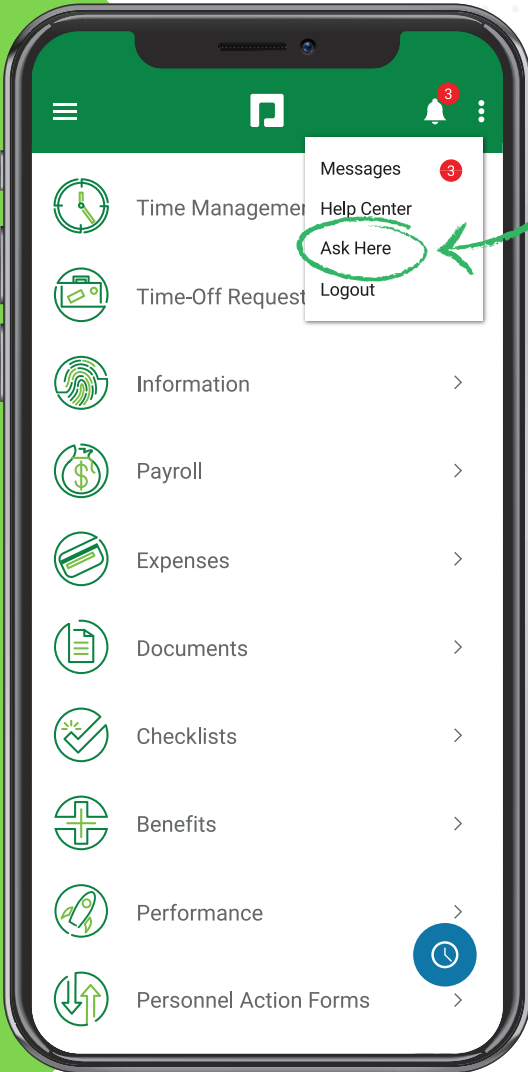 3
Messages 3
Time Managemen
Help Center
Ask Here
Time-Off Request
Logout
Information
Payroll
Expenses
Documents
Checklists
Benefits
Performance
Personnel Action Forms